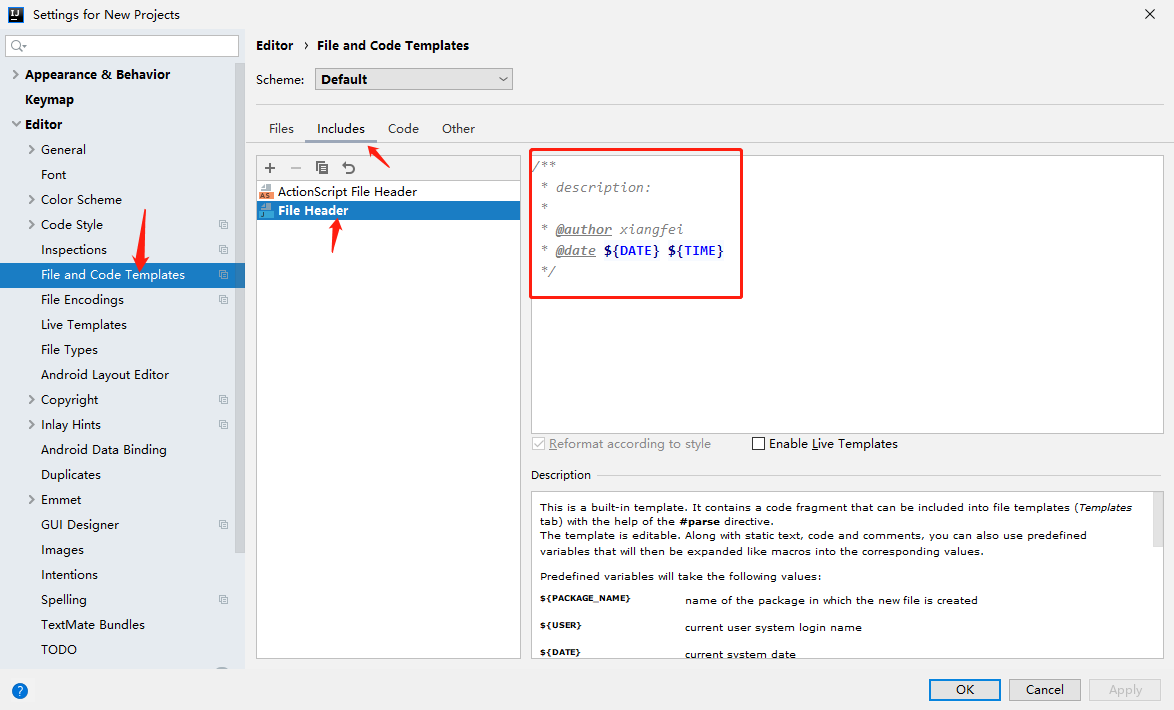 Settings for New Projects
Appearance & Behavior
Keymap
Editor
General
Font
Color Scheme
Code Style
Inspections
File and Code Templates
File Encodings
Live Templates
File Types
Android Layout Editor
Copyright
Inlay Hints
Android Data Binding
Duplicates
Emmet
GUI Designer
Images
Intentions
Spelling
TextMate Bundles
TODO
Editor › File and Code Templates
Scheme: Default
Files Includes Code Other
ActionScript File Header
File Header
/**
* description:
*
* @author xiangfei
* @date ${DATE} ${TIME}
*/
Reformat according to style Enable Live Templates
Description
This is a built-in template. It contains a code fragment that can be included into file templates (Templates
tab) with the help of the #parse directive.
The template is editable. Along with static text, code and comments, you can also use predefined
variables that will then be expanded like macros into the corresponding values.
Predefined variables will take the following values:
${PACKAGE_NAME} name of the package in which the new file is created
${USER} current user system login name
${DATE} current system date
? OK Cancel Apply